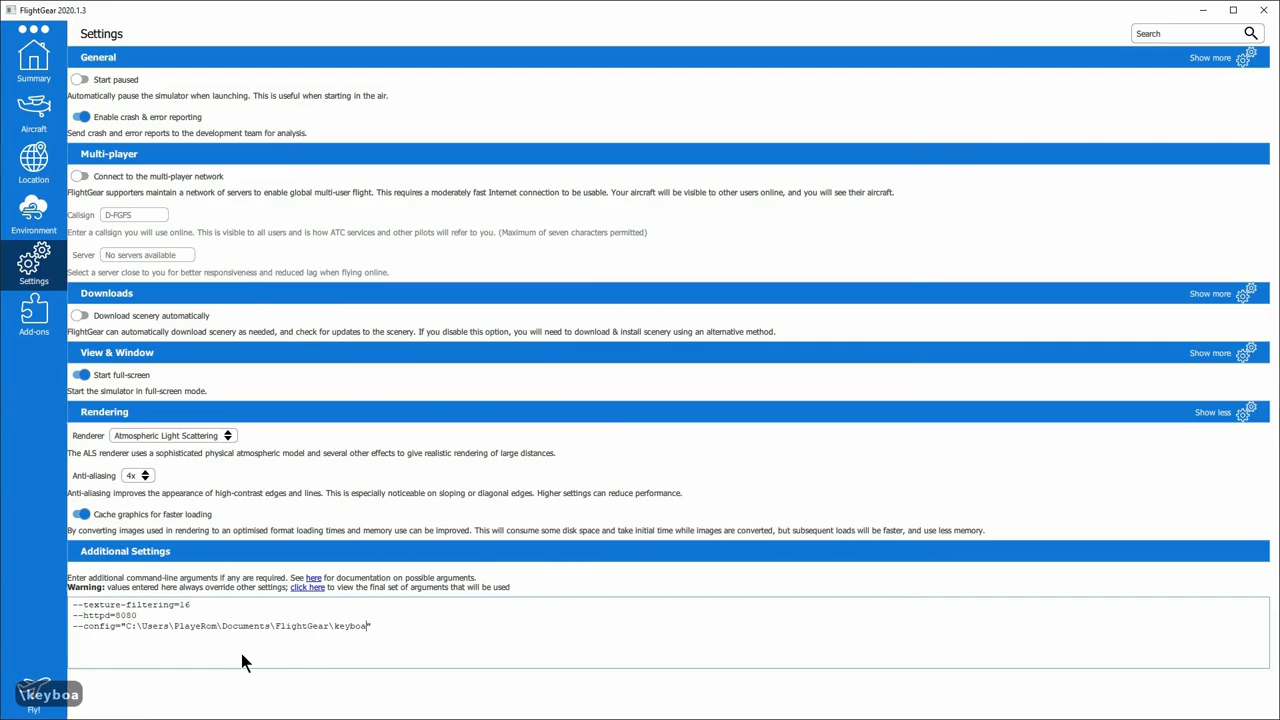 FlightGear 2020.1.3
Summary
Aircraft
Location
Environment
Settings
Add-ons
\keyboa
Fly!
Settings
Search
General
Show more
Start paused
Automatically pause the simulator when launching. This is useful when starting in the air.
Enable crash & error reporting
Send crash and error reports to the development team for analysis.
Multi-player
Connect to the multi-player network
FlightGear supporters maintain a network of servers to enable global multi-user flight. This requires a moderately fast Internet connection to be usable. Your aircraft will be visible to other users online, and you will see their aircraft.
Callsign D-FGFS
Enter a callsign you will use online. This is visible to all users and is how ATC services and other pilots will refer to you. (Maximum of seven characters permitted)
Server No servers available
Select a server close to you for better responsiveness and reduced lag when flying online.
Downloads
Show more
Download scenery automatically
FlightGear can automatically download scenery as needed, and check for updates to the scenery. If you disable this option, you will need to download & install scenery using an alternative method.
View & Window
Show more
Start full-screen
Start the simulator in full-screen mode.
Rendering
Show less
Renderer Atmospheric Light Scattering
The ALS renderer uses a sophisticated physical atmospheric model and several other effects to give realistic rendering of large distances.
Anti-aliasing 4x
Anti-aliasing improves the appearance of high-contrast edges and lines. This is especially noticeable on sloping or diagonal edges. Higher settings can reduce performance.
Cache graphics for faster loading
By converting images used in rendering to an optimised format loading times and memory use can be improved. This will consume some disk space and take initial time while images are converted, but subsequent loads will be faster, and use less memory.
Additional Settings
Enter additional command-line arguments if any are required. See here for documentation on possible arguments.
Warning: values entered here always override other settings; click here to view the final set of arguments that will be used
--texture-filtering=16
--httpd=8080
--config="C:\Users\PlayeRom\Documents\FlightGear\keyboa"